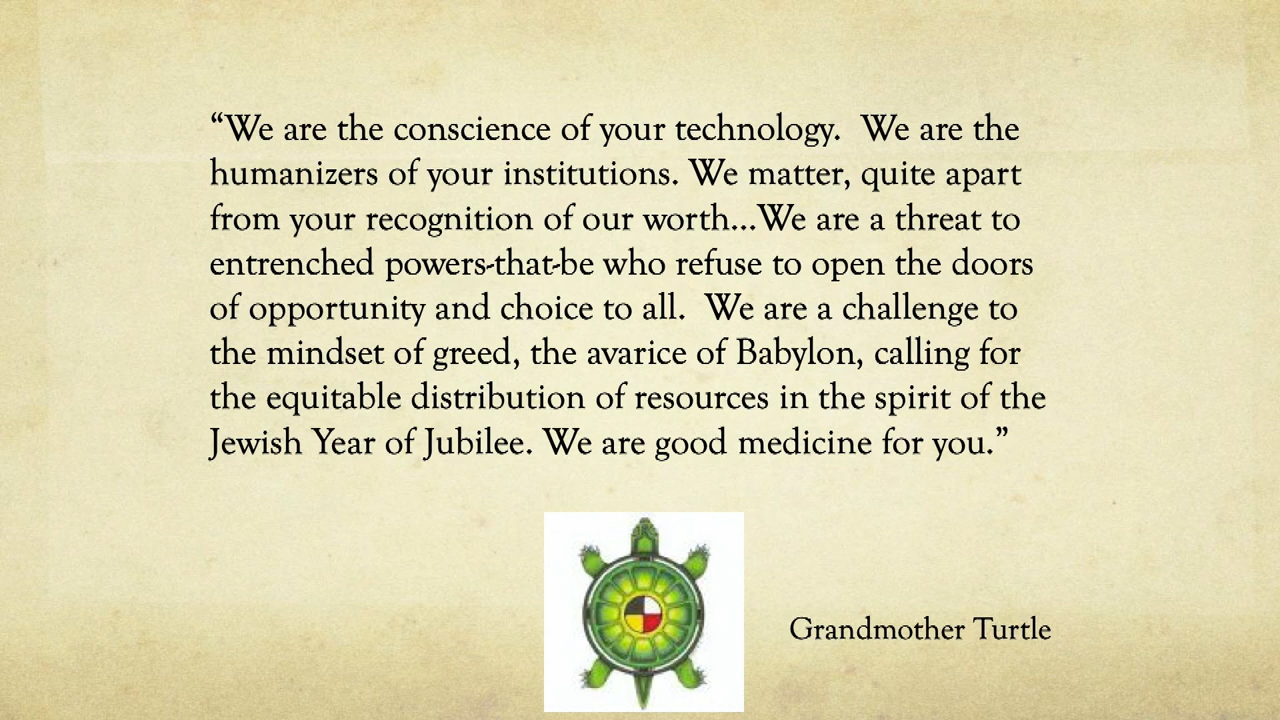 “We are the conscience of your technology.  We are the
humanizers of your institutions. We matter, quite apart
from your recognition of our worth...We are a threat to
entrenched powers-that-be who refuse to open the doors
of opportunity and choice to all.  We are a challenge to
the mindset of greed, the avarice of Babylon, calling for
the equitable distribution of resources in the spirit of the
Jewish Year of Jubilee. We are good medicine for you.”
Grandmother Turtle